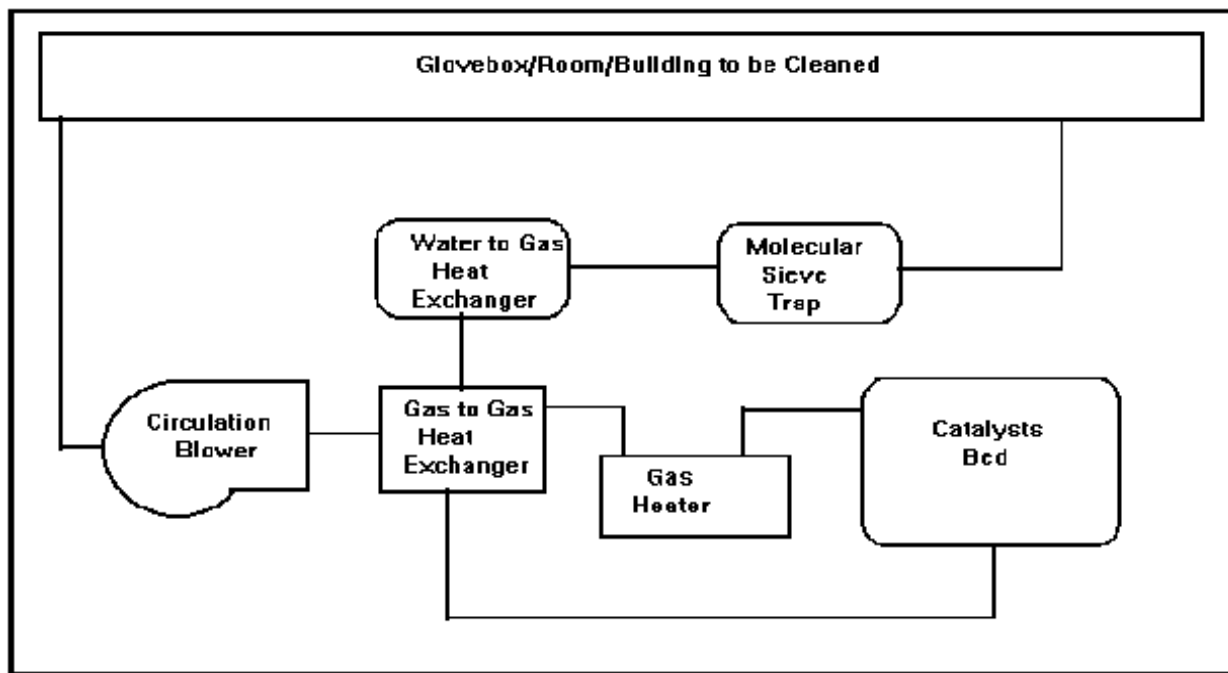 Glovebox/Room/Building to be Cleaned
Water to Gas
Heat
Exchanger
Molecular
Sieve
Trap
Circulation
Blower
Gas to Gas
Heat
Exchanger
Gas
Heater
Catalysts
Bed